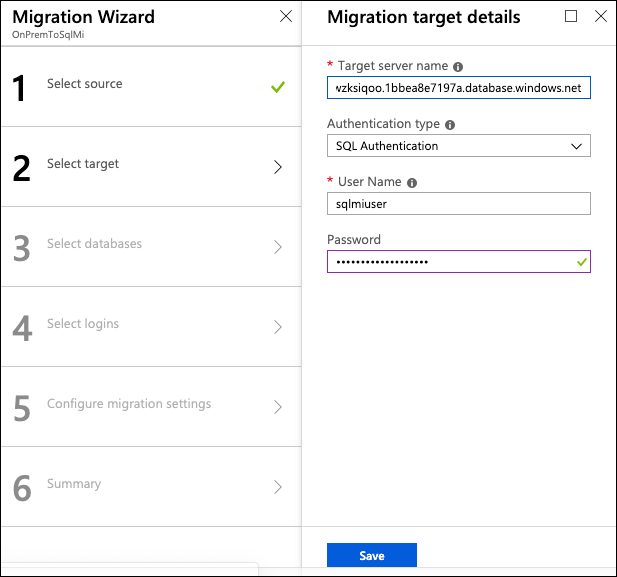 Migration Wizard
OnPremToSqlMi
1 Select source
2 Select target
3 Select databases
4 Select logins
5 Configure migration settings
6 Summary
Migration target details
* Target server name
vzksiqoo.1bbea8e7197a.database.windows.net
Authentication type
SQL Authentication
* User Name
sqlmiuser
Password
Save